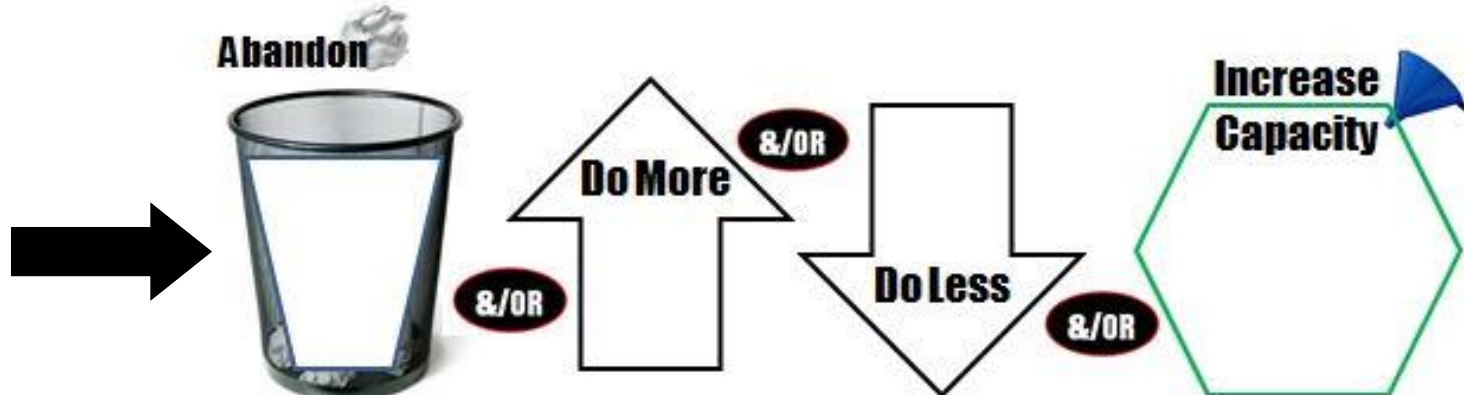 Abandon
&/OR
Do More
&/OR
Do Less
&/OR
Increase
Capacity